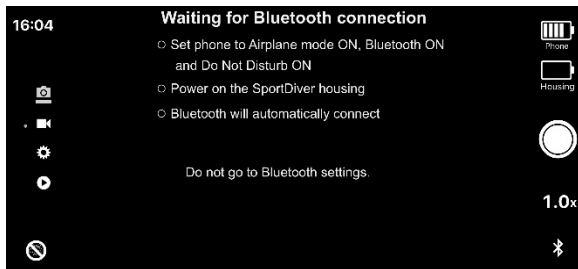 16:04
Waiting for Bluetooth connection
Set phone to Airplane mode ON, Bluetooth ON
and Do Not Disturb ON
Power on the SportDiver housing
Bluetooth will automatically connect
Do not go to Bluetooth settings.
Phone
Housing
1.0x